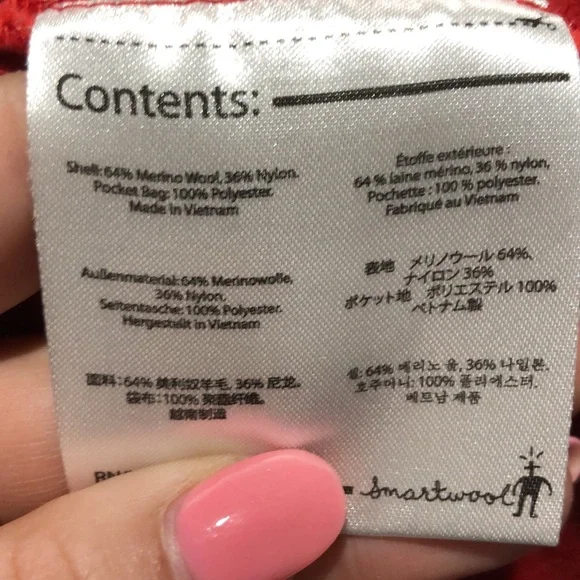 Contents:
Shell: 64% Merino Wool, 36% Nylon.
Pocket Bag: 100% Polyester.
Made in Vietnam
Étoffe extérieure :
64 % laine mérino, 36 % nylon,
Pochette : 100 % polyester.
Fabriqué au Vietnam
Außenmaterial: 64% Merinowolle,
36% Nylon,
Seitentasche: 100% Polyester.
Hergestellt in Vietnam
表地 メリノウール 64%、
ナイロン 36%
ポケット地 ポリエステル 100%
ベトナム製
面料：64% 美利奴羊毛, 36% 尼龙。
袋布：100% 聚酯纤维。
越南制造
쉘: 64% 메리노 울, 36% 나일론.
호주머니: 100% 폴리에스터.
베트남 제품
Smartwool